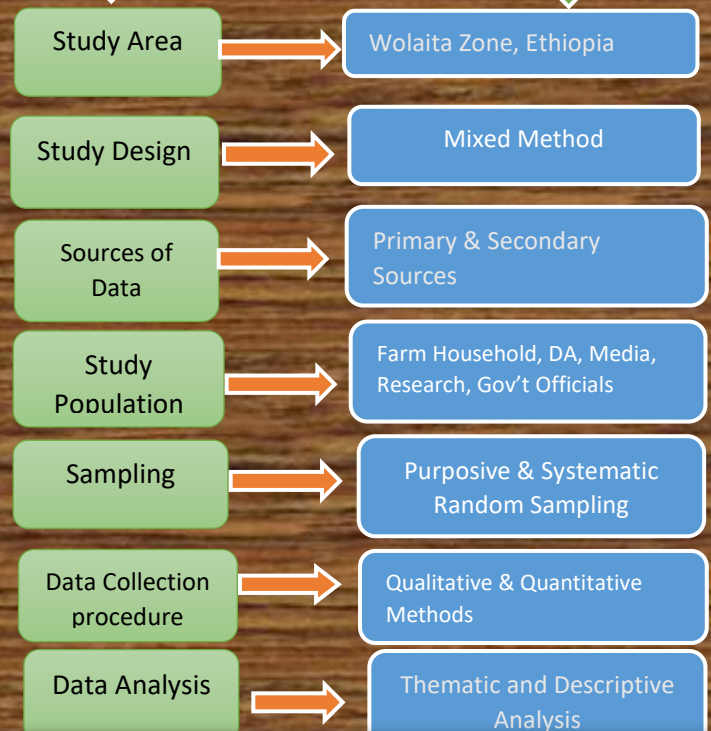 Study Area
Wolaita Zone, Ethiopia
Study Design
Mixed Method
Sources of
Data
Primary & Secondary
Sources
Study
Population
Farm Household, DA, Media,
Research, Gov't Officials
Sampling
Purposive & Systematic
Random Sampling
Data Collection
procedure
Qualitative & Quantitative
Methods
Data Analysis
Thematic and Descriptive
Analysis